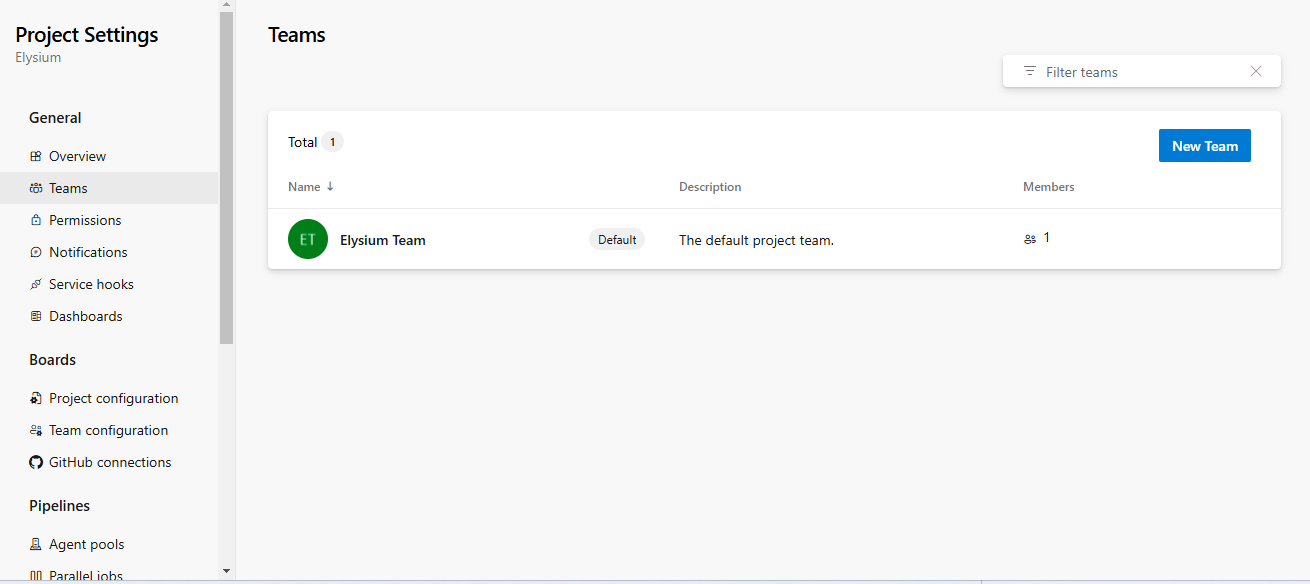 Project Settings
Elysium
General
Overview
Teams
Permissions
Notifications
Service hooks
Dashboards
Boards
Project configuration
Team configuration
GitHub connections
Pipelines
Agent pools
Parallel jobs
Teams
Filter teams
Total 1
New Team
Name Description Members
ET Elysium Team Default The default project team. 1